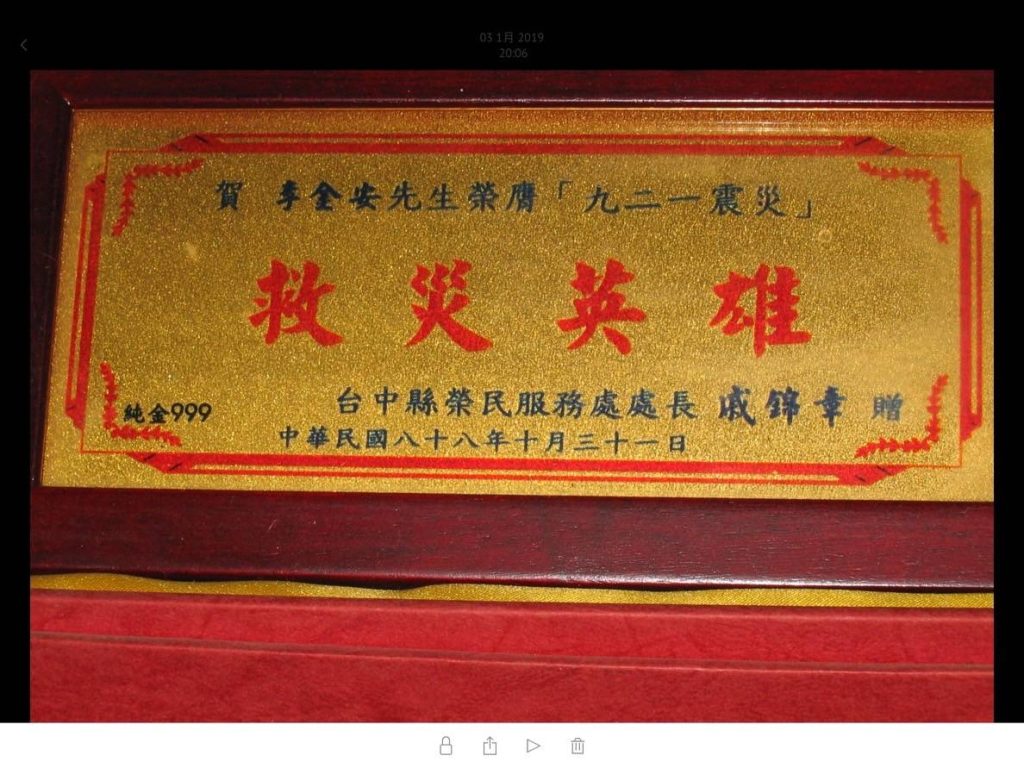 03 1月 2019
20:06
賀 李金安先生榮膺「九二一震災」
救災英雄
台中縣榮民服務處處長 戚錦章 贈
純金999
中華民國八十八年十月三十一日